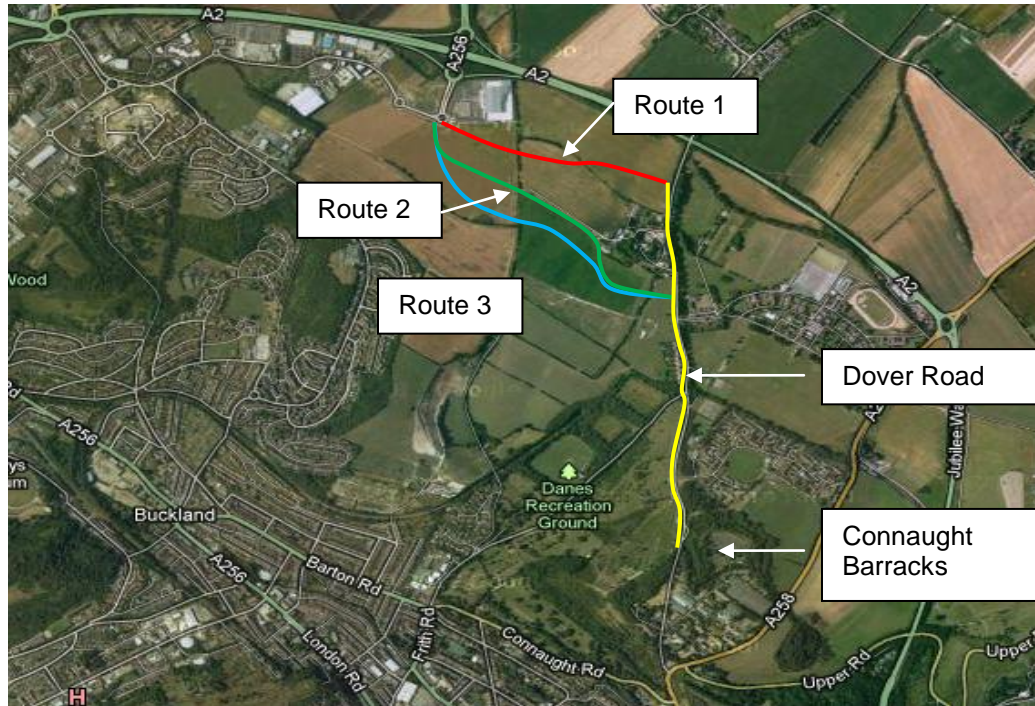 A2
A256
A2
Route 1
Route 2
Wood
Route 3
A2
Dover Road
A256
Jubilee Wa
Danes
Recreation
Ground
Buckland
Connaught
Barracks
A256
Barton Rd
A258
London Rd
Frith Rd
Connaught Rd
Upper Rd
Upper
H